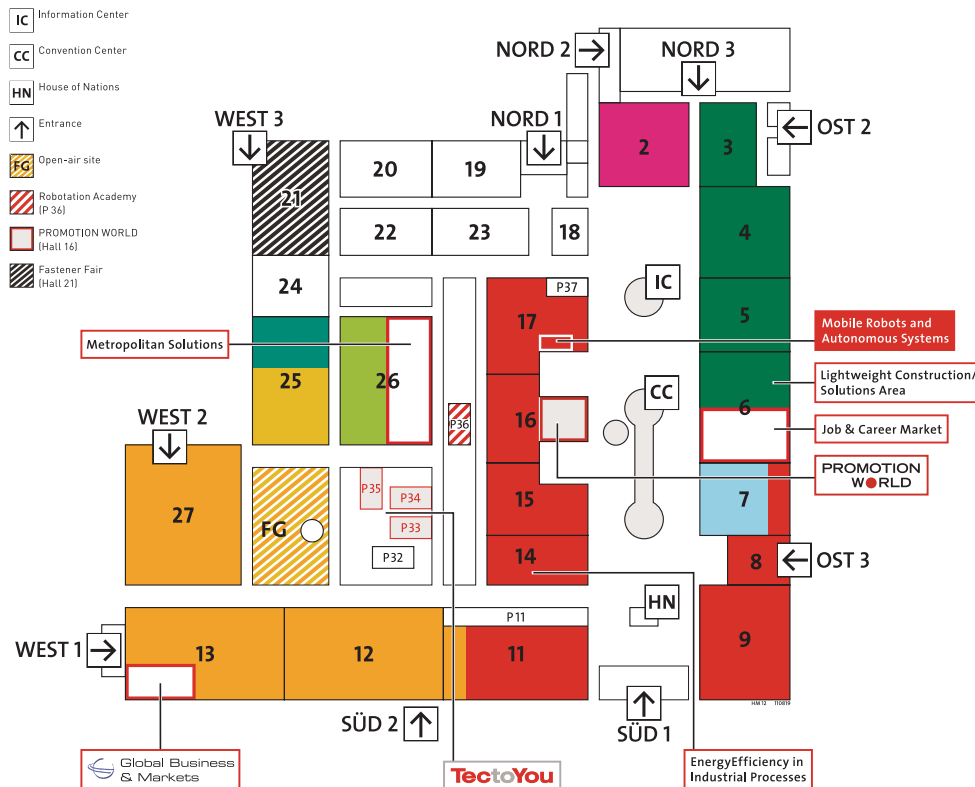 IC Information Center
CC Convention Center
HN House of Nations
Entrance
FG Open-air site
Robotation Academy
(P 36)
PROMOTION WORLD
(Hall 16)
Fastener Fair
(Hall 21)
NORD 2
NORD 3
WEST 3
NORD 1
OST 2
2
3
20
19
21
4
22
23
18
24
IC
P37
17
5
Mobile Robots and
Autonomous Systems
Metropolitan Solutions
25
26
Lightweight Construction/
Solutions Area
6
CC
16
P36
WEST 2
Job & Career Market
PROMOTION
WORLD
P35
P34
15
7
27
FG
P33
P32
14
8
OST 3
HN
P11
WEST 1
13
12
11
9
HM 12 110819
SÜD 2
SÜD 1
Global Business
& Markets
TectoYou
EnergyEfficiency in
Industrial Processes